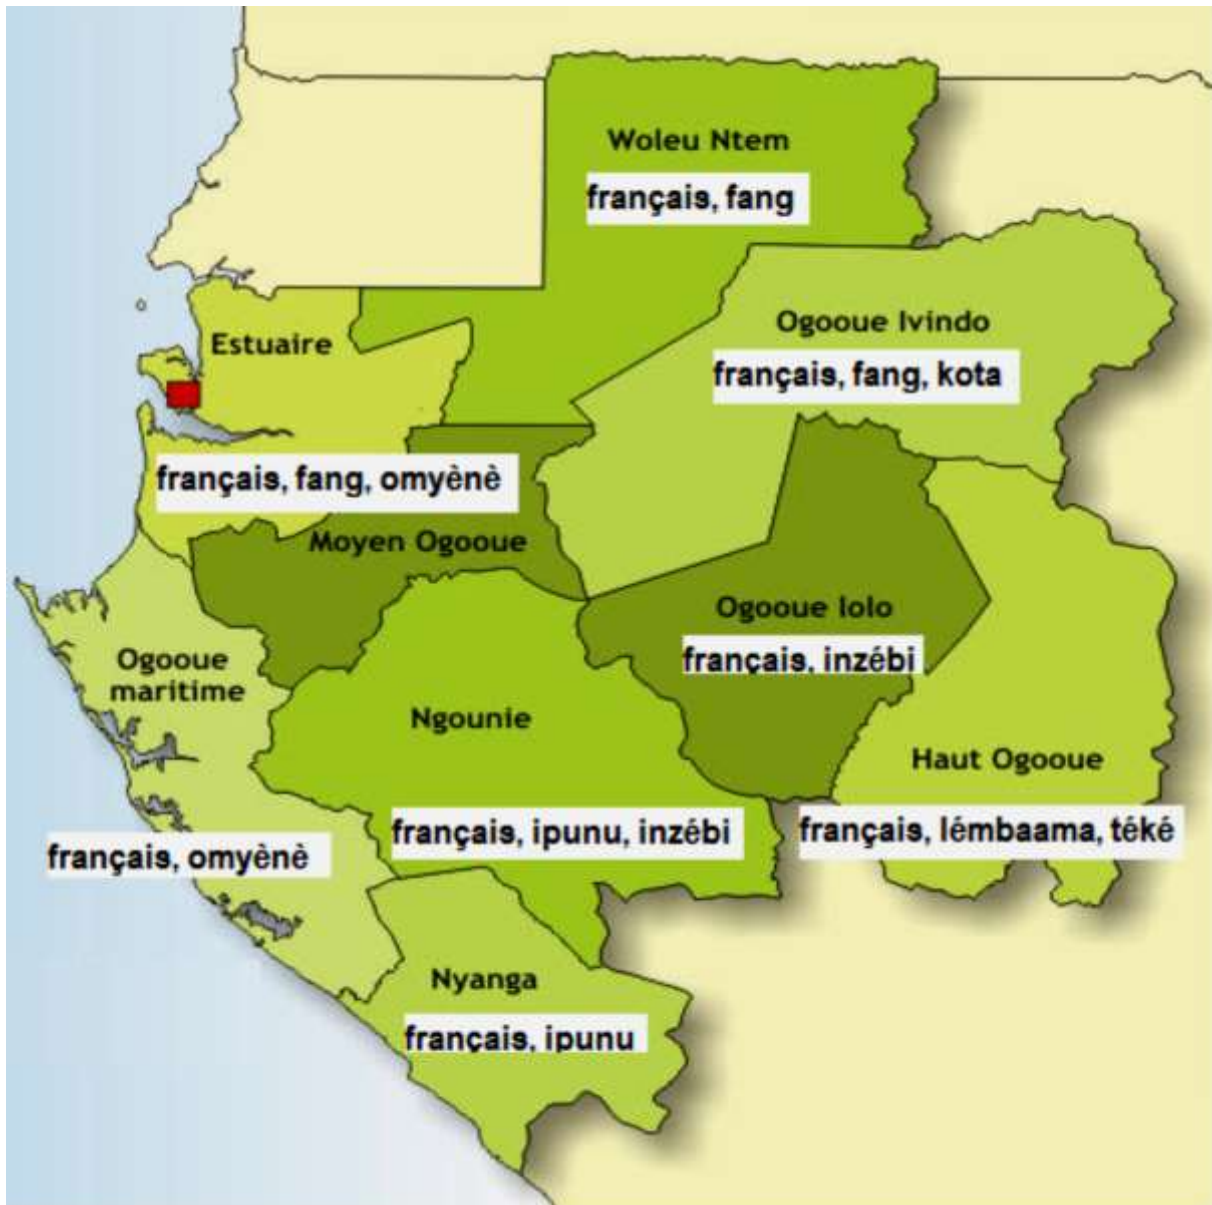 Woleu Ntem
français, fang
Ogooue Ivindo
français, fang, kota
Estuaire
français, fang, omyènè
Moyen Ogooue
Ogooue lolo
français, inzébi
Ogooue
maritime
français, omyènè
Ngounie
français, ipunu, inzébi
Haut Ogooue
français, lémbaama, téké
Nyanga
français, ipunu